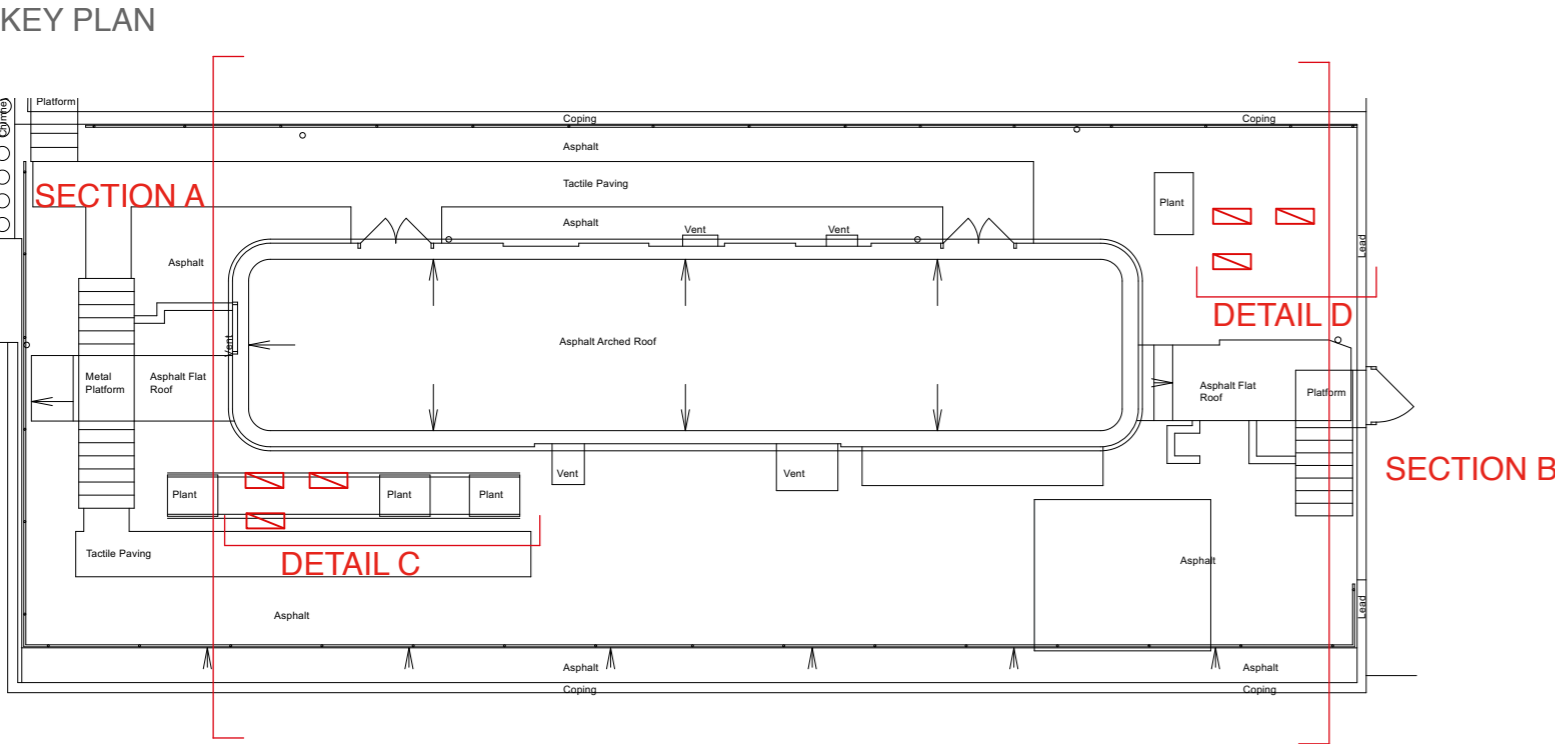 KEY PLAN
Platform
Chimney
Coping
Coping
Asphalt
Tactile Paving
SECTION A
Asphalt
Vent
Vent
Plant
Lead
Asphalt
DETAIL D
Vent
Asphalt Arched Roof
Metal
Platform
Asphalt Flat
Roof
Asphalt Flat
Roof
Platform
SECTION B
Vent
Vent
Plant
Plant
Plant
Tactile Paving
DETAIL C
Asphalt
Asphalt
Lead
Asphalt
Asphalt
Coping
Coping